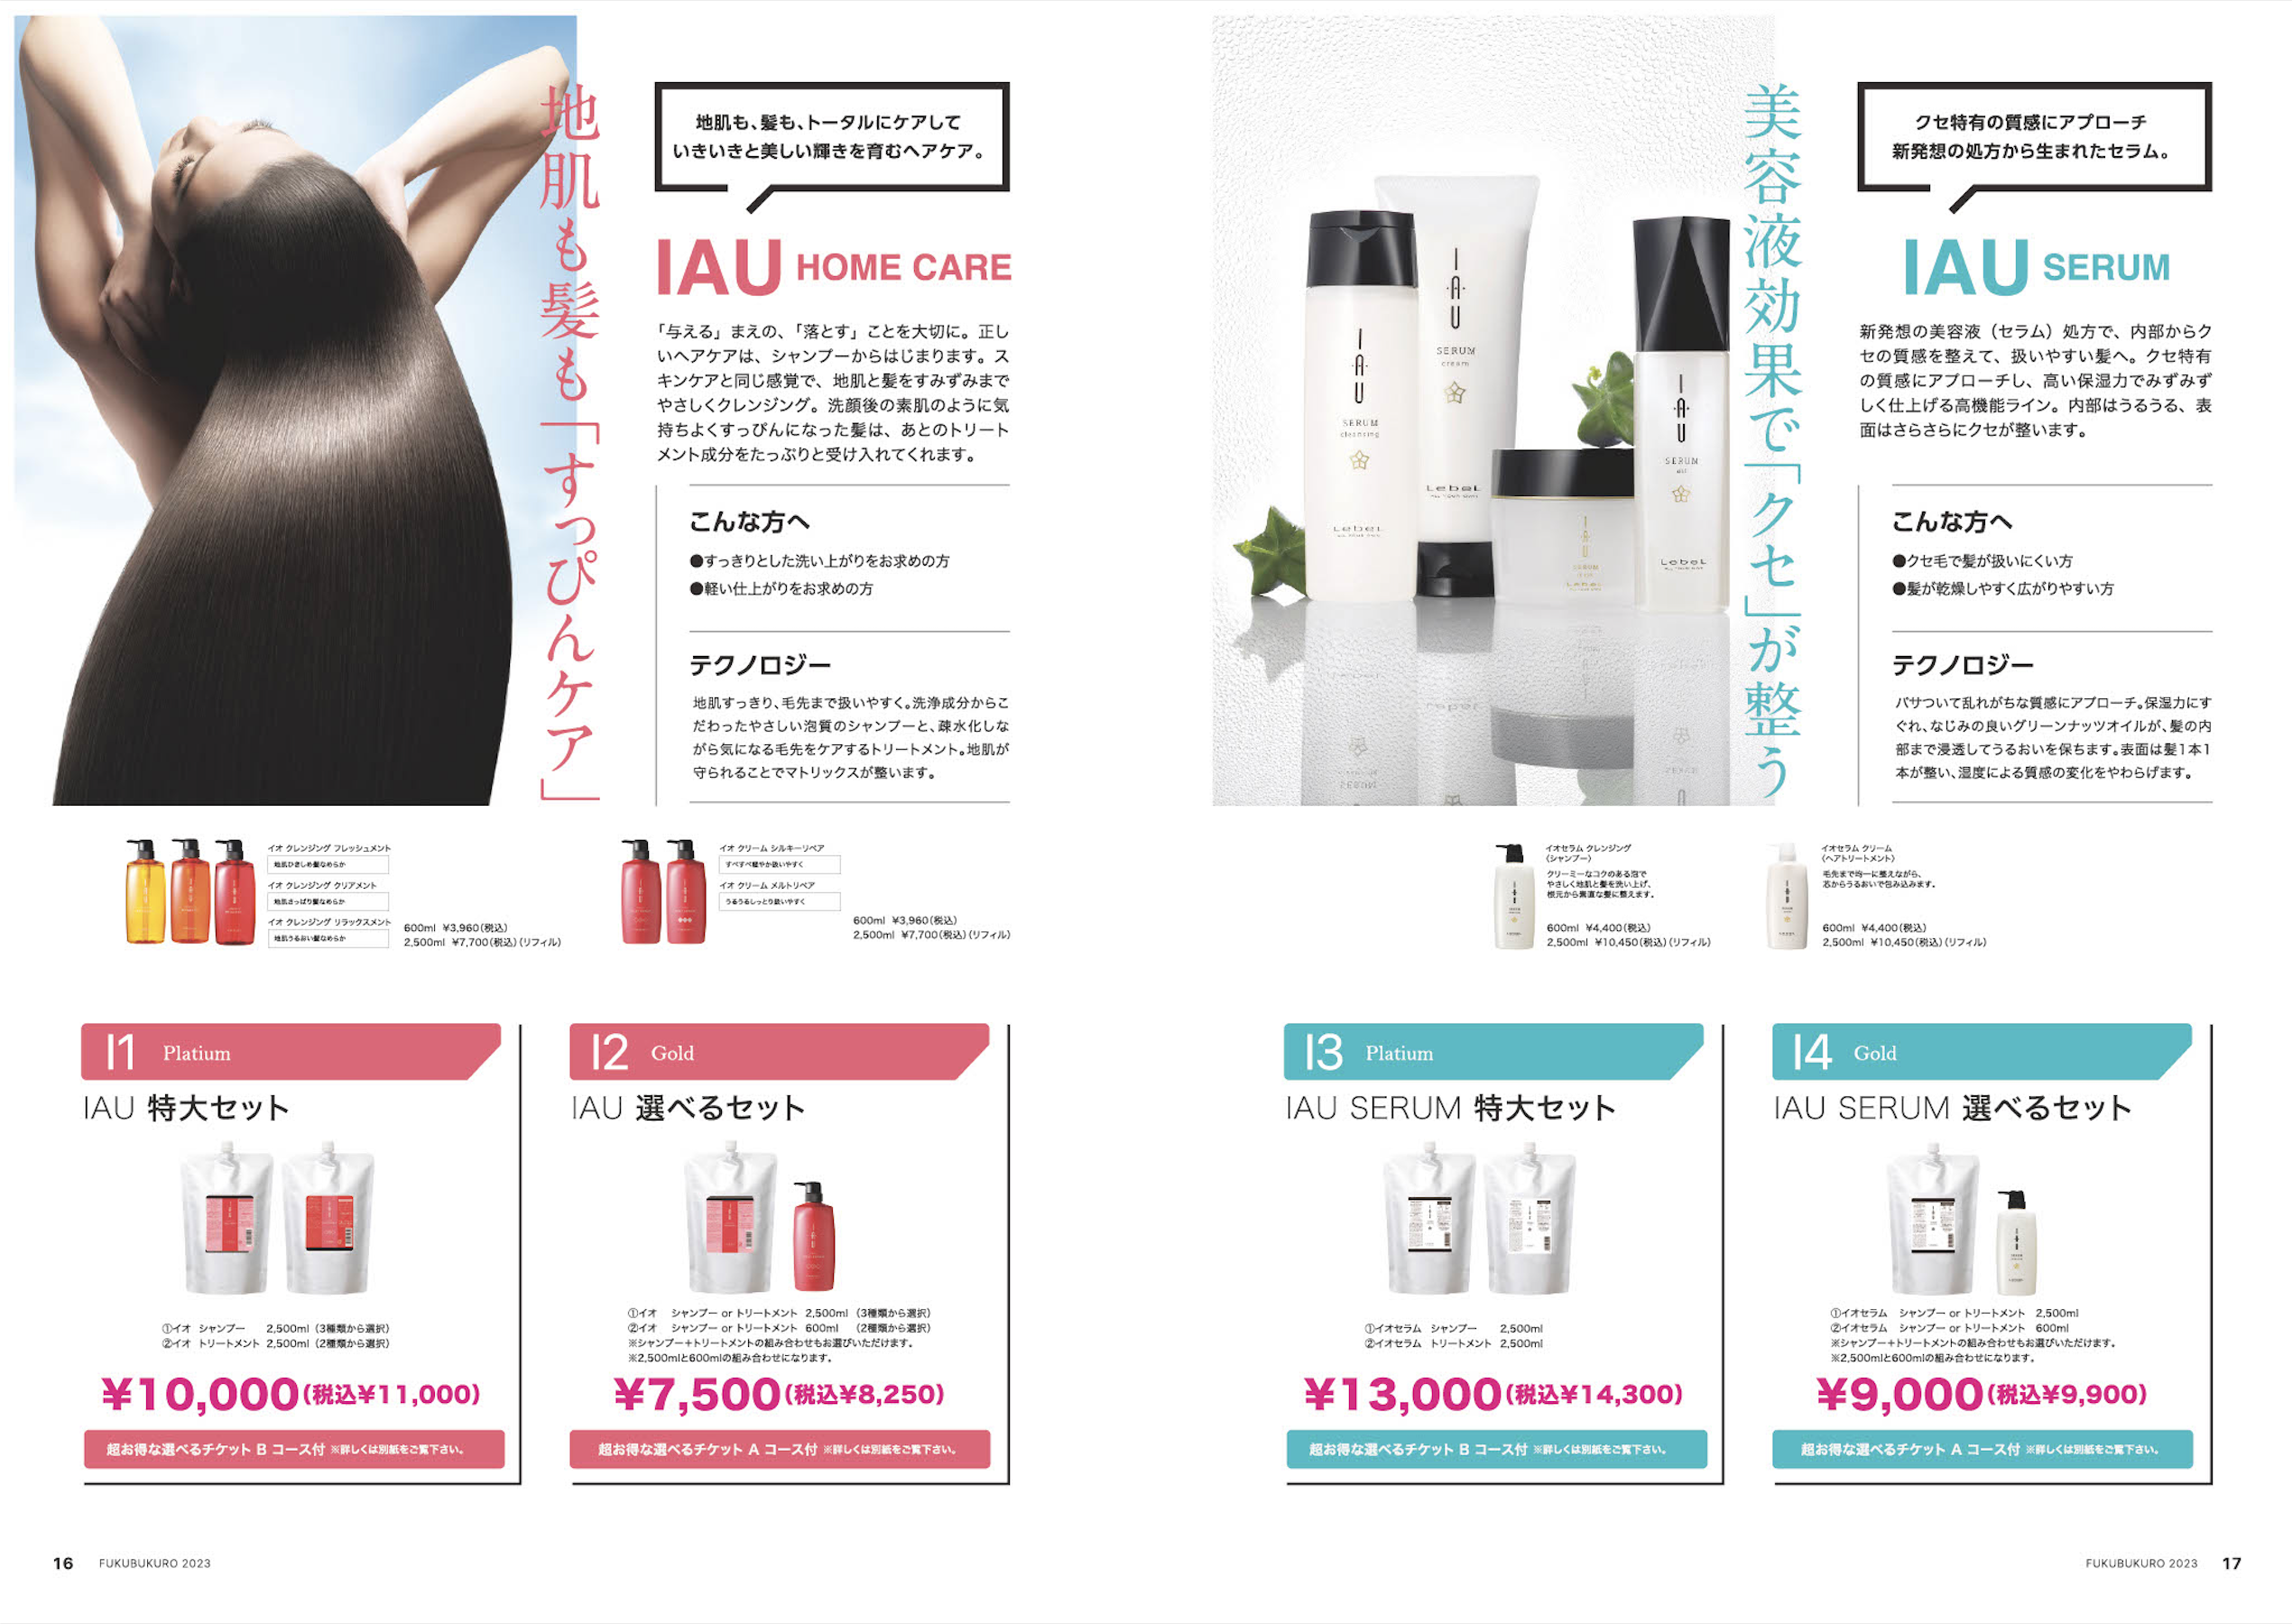 地肌も髪も「すっぴんケア」
地肌も、髪も、トータルにケアして
いきいきと美しい輝きを育むヘアケア。
IAU HOME CARE
「与える」まえの、「落とす」ことを大切に。正し
いヘアケアは、シャンプーからはじまります。ス
キンケアと同じ感覚で、地肌と髪をすみずみまで
やさしくクレンジング。洗顔後の素肌のように気
持ちよくすっぴんになった髪は、あとのトリート
メント成分をたっぷりと受け入れてくれます。
こんな方へ
●すっきりとした洗い上がりをお求めの方
●軽い仕上がりをお求めの方
テクノロジー
地肌すっきり、毛先まで扱いやすく。洗浄成分からこ
だわったやさしい泡質のシャンプーと、疎水化しな
がら気になる毛先をケアするトリートメント。地肌が
守られることでマトリックスが整います。
イオ クレンジング フレッシュメント
地肌ひきしめ髪なめらか
イオ クレンジング クリアメント
地肌さっぱり髪なめらか
イオ クレンジング リラックスメント
地肌うるおい髪なめらか
600ml ¥3,960(税込)
2,500ml ¥7,700(税込)(リフィル)
イオ クリーム シルキーリペア
すべすべ軽やか扱いやすく
イオ クリーム メルトリペア
うるうるしっとり扱いやすく
600ml ¥3,960(税込)
2,500ml ¥7,700(税込)(リフィル)
I1 Platium
IAU 特大セット
①イオ シャンプー 2,500ml (3種類から選択)
②イオ トリートメント 2,500ml (2種類から選択)
¥10,000(税込¥11,000)
超お得な選べるチケット B コース付 ※詳しくは別紙をご覧下さい。
I2 Gold
IAU 選べるセット
①イオ シャンプー or トリートメント 2,500ml (3種類から選択)
②イオ シャンプー or トリートメント 600ml (2種類から選択)
※シャンプー+トリートメントの組み合わせもお選びいただけます。
※2,500mlと600mlの組み合わせになります。
¥7,500(税込¥8,250)
超お得な選べるチケット A コース付 ※詳しくは別紙をご覧下さい。
16 FUKUBUKURO 2023
美容液効果で「クセ」が整う
IAU
SERUM
cleansing
Lebel
IAU
SERUM
cream
Lebel
IAU
SERUM
Lebel
IAU
SERUM
oil
Lebel
クセ特有の質感にアプローチ
新発想の処方から生まれたセラム。
IAU SERUM
新発想の美容液（セラム）処方で、内部からク
セの質感を整えて、扱いやすい髪へ。クセ特有
の質感にアプローチし、高い保湿力でみずみず
しく仕上げる高機能ライン。内部はうるうる、表
面はさらさらにクセが整います。
こんな方へ
●クセ毛で髪が扱いにくい方
●髪が乾燥しやすく広がりやすい方
テクノロジー
パサついて乱れがちな質感にアプローチ。保湿力にす
ぐれ、なじみの良いグリーンナッツオイルが、髪の内
部まで浸透してうるおいを保ちます。表面は髪1本1
本が整い、湿度による質感の変化をやわらげます。
イオセラム クレンジング
(シャンプー)
クリーミーなコクのある泡で
やさしく地肌と髪を洗い上げ、
根元から素直な髪に整えます。
600ml ¥4,400(税込)
2,500ml ¥10,450(税込)(リフィル)
イオセラム クリーム
(ヘアトリートメント)
毛先まで均一に整えながら、
芯からうるおいで包み込みます。
600ml ¥4,400(税込)
2,500ml ¥10,450(税込)(リフィル)
I3 Platium
IAU SERUM 特大セット
①イオセラム シャンプー 2,500ml
②イオセラム トリートメント 2,500ml
¥13,000(税込¥14,300)
超お得な選べるチケット B コース付 ※詳しくは別紙をご覧下さい。
I4 Gold
IAU SERUM 選べるセット
①イオセラム シャンプー or トリートメント 2,500ml
②イオセラム シャンプー or トリートメント 600ml
※シャンプー+トリートメントの組み合わせもお選びいただけます。
※2,500mlと600mlの組み合わせになります。
¥9,000(税込¥9,900)
超お得な選べるチケット A コース付 ※詳しくは別紙をご覧下さい。
FUKUBUKURO 2023 17